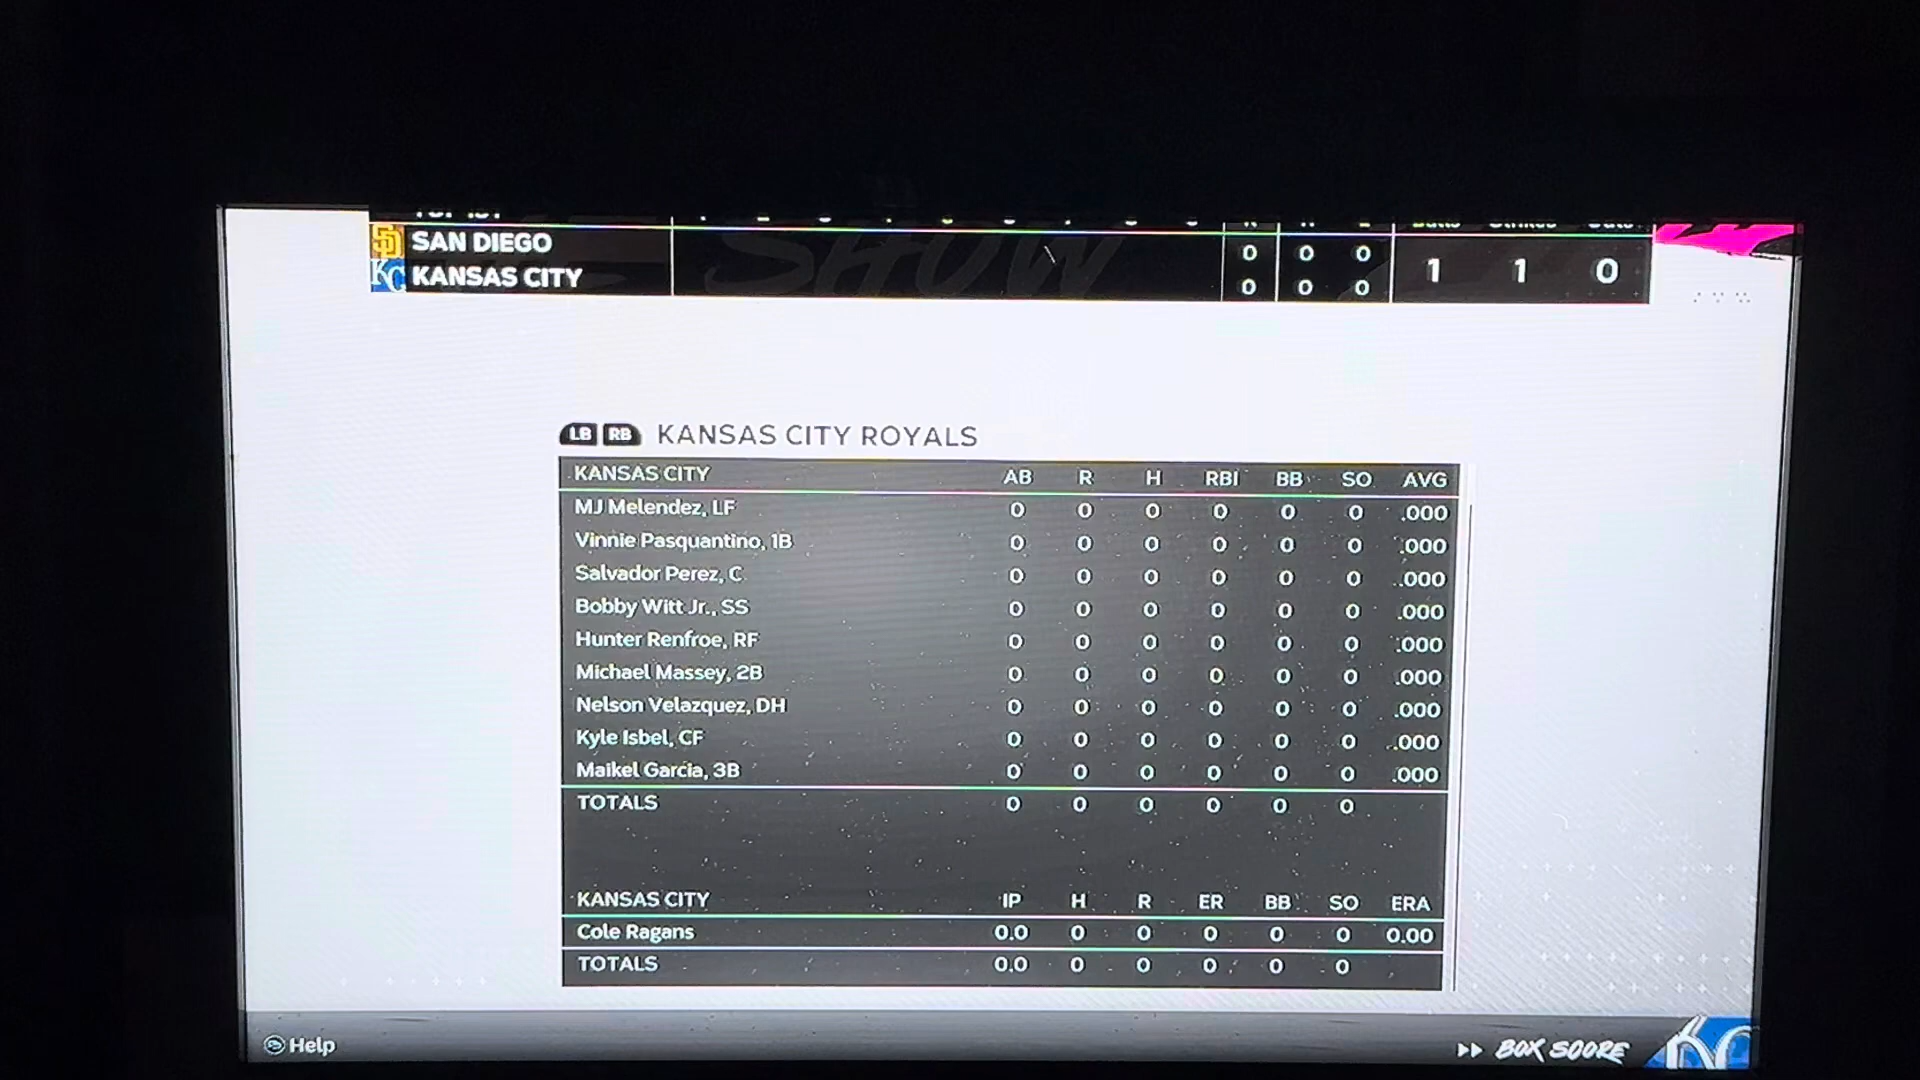 SAN DIEGO 0 0 0
KANSAS CITY 0 0 0
1 1 0
LB RB KANSAS CITY ROYALS
KANSAS CITY AB R H RBI BB SO AVG
MJ Melendez, LF 0 0 0 0 0 0 .000
Vinnie Pasquantino, 1B 0 0 0 0 0 0 .000
Salvador Perez, C 0 0 0 0 0 0 .000
Bobby Witt Jr., SS 0 0 0 0 0 0 .000
Hunter Renfroe, RF 0 0 0 0 0 0 .000
Michael Massey, 2B 0 0 0 0 0 0 .000
Nelson Velazquez, DH 0 0 0 0 0 0 .000
Kyle Isbel, CF 0 0 0 0 0 0 .000
Maikel Garcia, 3B 0 0 0 0 0 0 .000
TOTALS 0 0 0 0 0 0
KANSAS CITY IP H R ER BB SO ERA
Cole Ragans 0.0 0 0 0 0 0 0.00
TOTALS 0.0 0 0 0 0 0
Help
BOX SCORE
KC